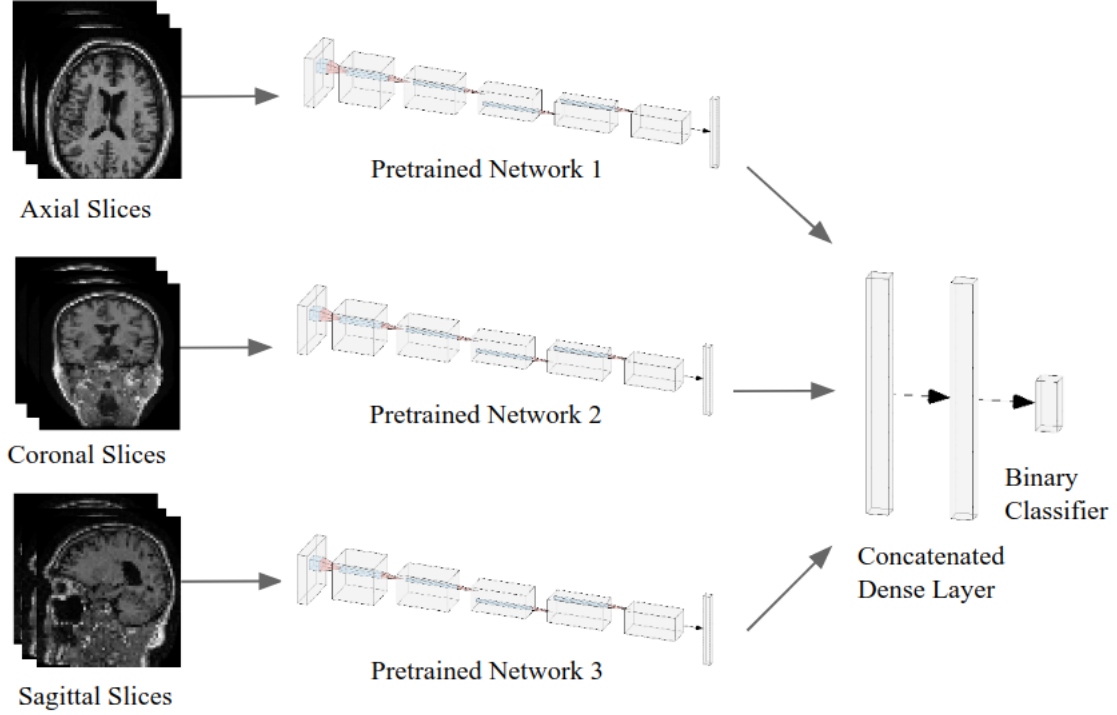 Axial Slices
Pretrained Network 1
Coronal Slices
Pretrained Network 2
Sagittal Slices
Pretrained Network 3
Concatenated
Dense Layer
Binary
Classifier